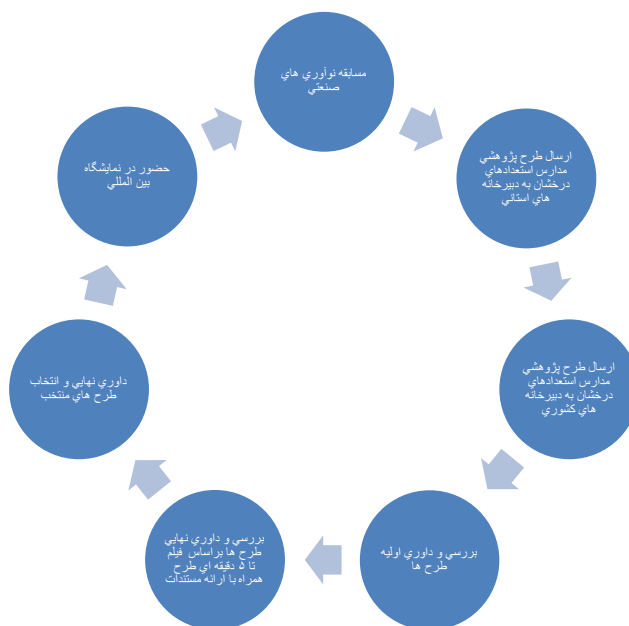 مسابقه نوآوري هاي
صنعتي
ارسال طرح پژوهشي
مدارس استعدادهاي
درخشان به دبيرخانه
هاي استاني
ارسال طرح پژوهشي
مدارس استعدادهاي
درخشان به دبيرخانه
هاي كشوري
بررسي و داوري اوليه
طرح ها
بررسي و داوري نهايي
طرح ها براساس فيلم
تا ۵ دقيقه اي طرح
همراه با ارائه مستندات
داوري نهايي و انتخاب
طرح هاي منتخب
حضور در نمايشگاه
بين المللي